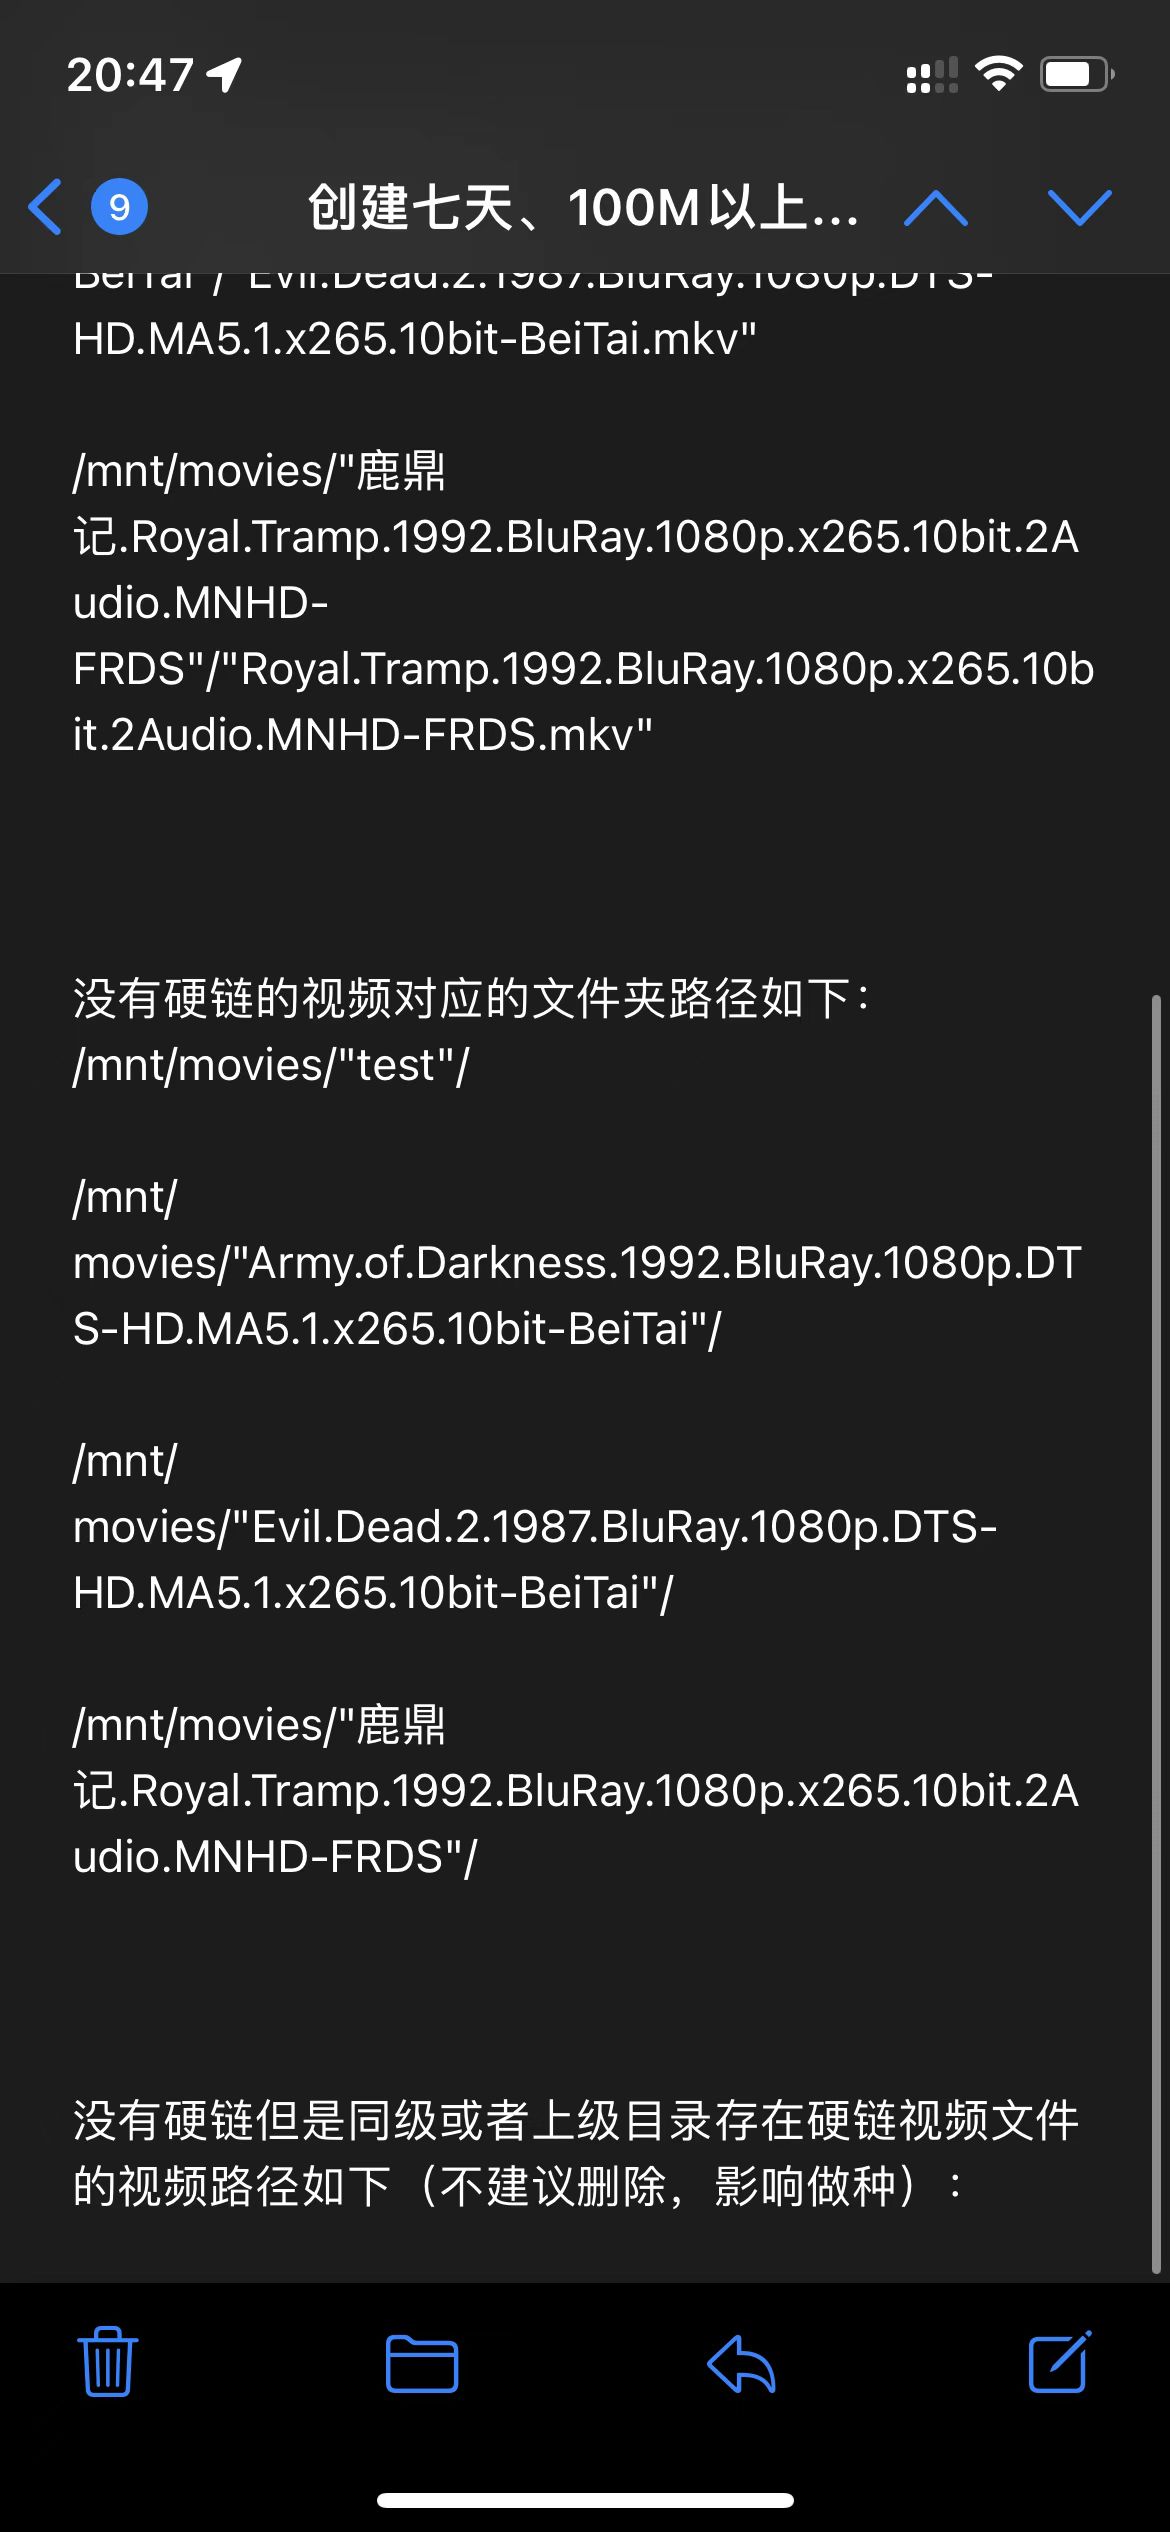 20:47
9
创建七天、100M以上...
BeiTai"/"Evil.Dead.2.1987.BluRay.1080p.DTS-
HD.MA5.1.x265.10bit-BeiTai.mkv"
/mnt/movies/"鹿鼎
记.Royal.Tramp.1992.BluRay.1080p.x265.10bit.2A
udio.MNHD-
FRDS"/"Royal.Tramp.1992.BluRay.1080p.x265.10b
it.2Audio.MNHD-FRDS.mkv"
没有硬链的视频对应的文件夹路径如下：
/mnt/movies/"test"/
/mnt/
movies/"Army.of.Darkness.1992.BluRay.1080p.DT
S-HD.MA5.1.x265.10bit-BeiTai"/
/mnt/
movies/"Evil.Dead.2.1987.BluRay.1080p.DTS-
HD.MA5.1.x265.10bit-BeiTai"/
/mnt/movies/"鹿鼎
记.Royal.Tramp.1992.BluRay.1080p.x265.10bit.2A
udio.MNHD-FRDS"/
没有硬链但是同级或者上级目录存在硬链视频文件
的视频路径如下（不建议删除，影响做种）：